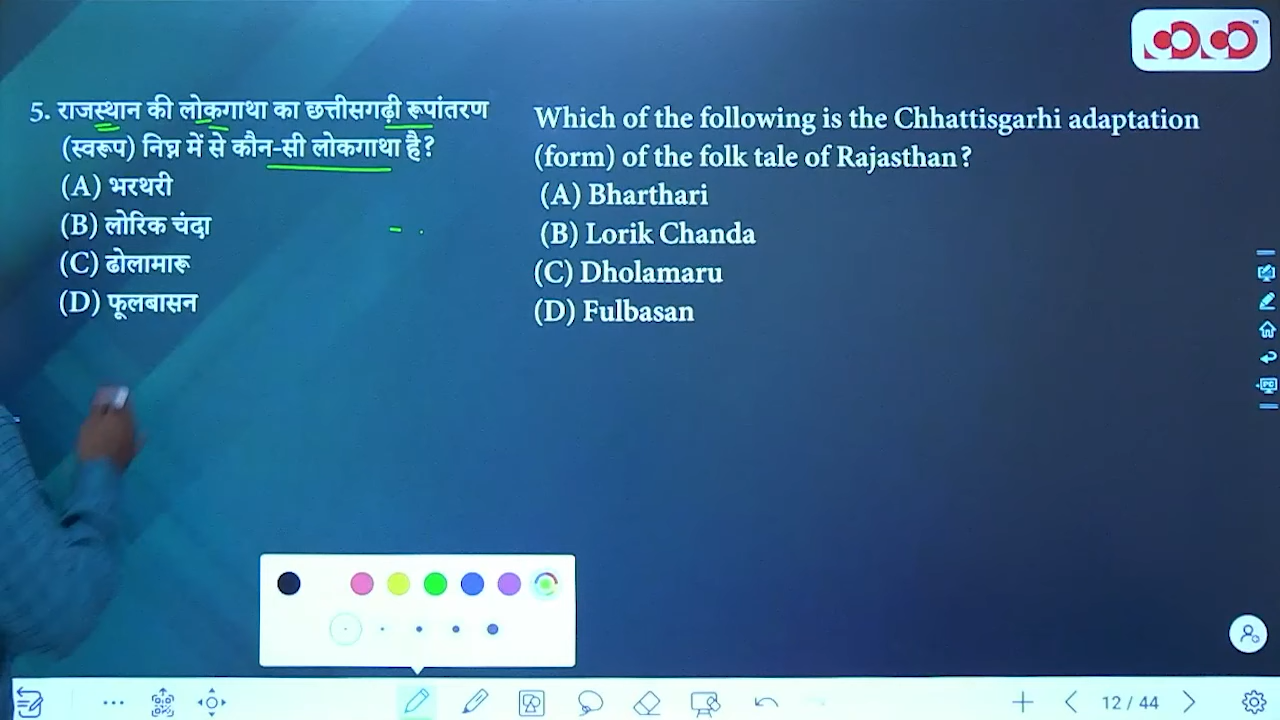 5. राजस्थान की लोकगाथा का छत्तीसगढ़ी रूपांतरण
(स्वरूप) निम्न में से कौन-सी लोकगाथा है?
(A) भरथरी
(B) लोरिक चंदा
(C) ढोलामारू
(D) फूलबासन
Which of the following is the Chhattisgarhi adaptation
(form) of the folk tale of Rajasthan?
(A) Bharthari
(B) Lorik Chanda
(C) Dholamaru
(D) Fulbasan
PC
12 / 44